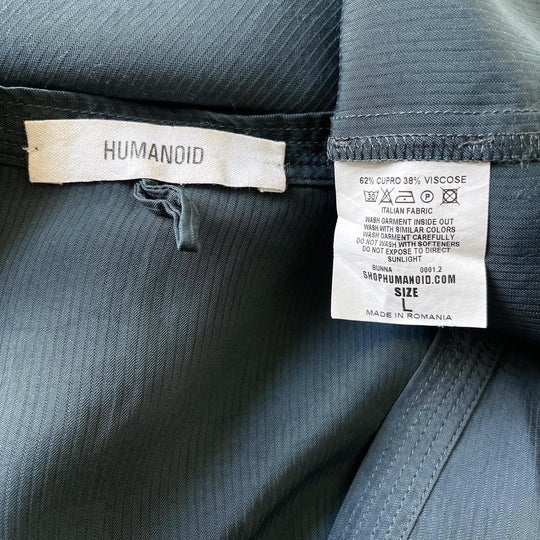 HUMANOID
62% CUPRO 38% VISCOSE
30 P
ITALIAN FABRIC
WASH GARMENT INSIDE OUT
WASH WITH SIMILAR COLORS
WASH GARMENT CAREFULLY
DO NOT WASH WITH SOFTENERS
DO NOT EXPOSE TO DIRECT
SUNLIGHT
BUNNA 0001.2
SHOPHUMANOID.COM
SIZE
L
MADE IN ROMANIA